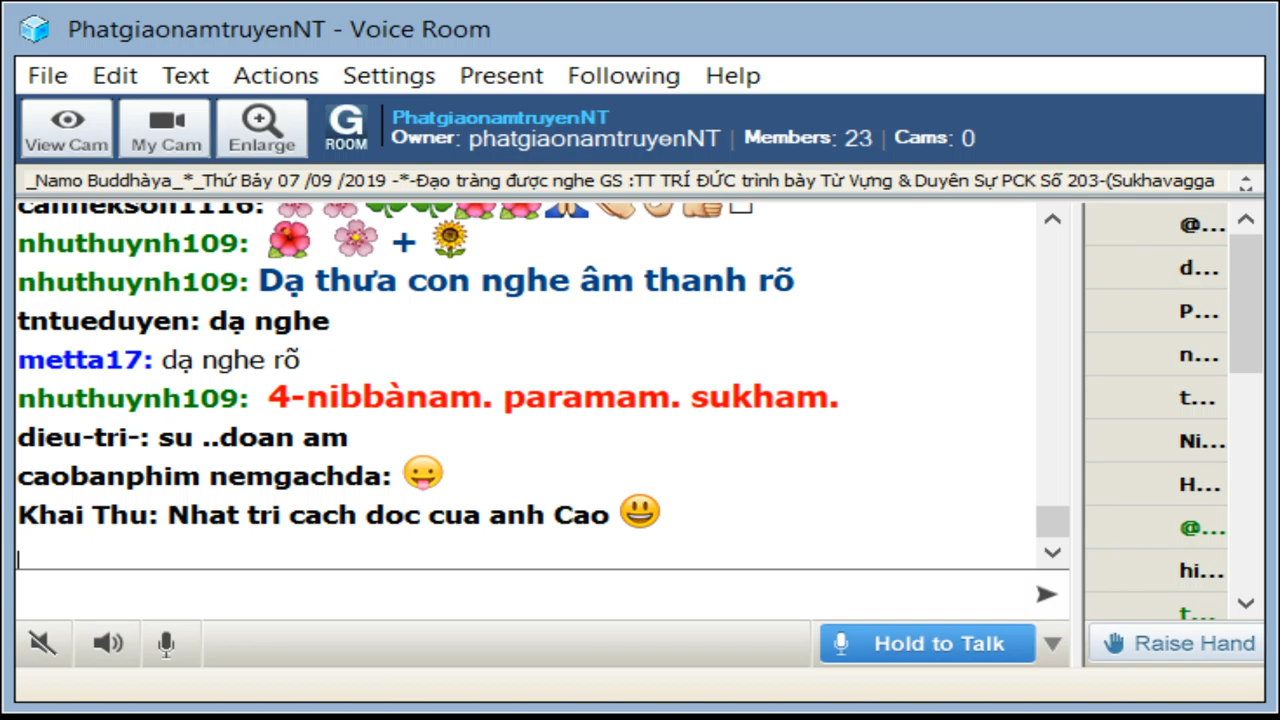 PhatgiaonamtruyenNT - Voice Room
File Edit Text Actions Settings Present Following Help
View Cam My Cam Enlarge G ROOM
PhatgiaonamtruyenNT
Owner: phatgiaonamtruyenNT | Members: 23 | Cams: 0
_Namo Buddhàya_*_Thứ Bảy 07 /09 /2019 -*-Đạo tràng được nghe GS :TT TRÍ ĐỨC trình bày Từ Vựng & Duyên Sự PCK Số 203-(Sukhavagga
nhuthuynh109: 🌺 🌸 + 🌻
nhuthuynh109: Dạ thưa con nghe âm thanh rõ
tntueduyen: dạ nghe
metta17: dạ nghe rõ
nhuthuynh109: 4-nibbànam. paramam. sukham.
dieu-tri-: su ..doan am
caobanphim nemgachda: 😛
Khai Thu: Nhat tri cach doc cua anh Cao 😃
@...
d...
P...
n...
t...
Ni...
H...
@...
hi...
t...
Hold to Talk
Raise Hand